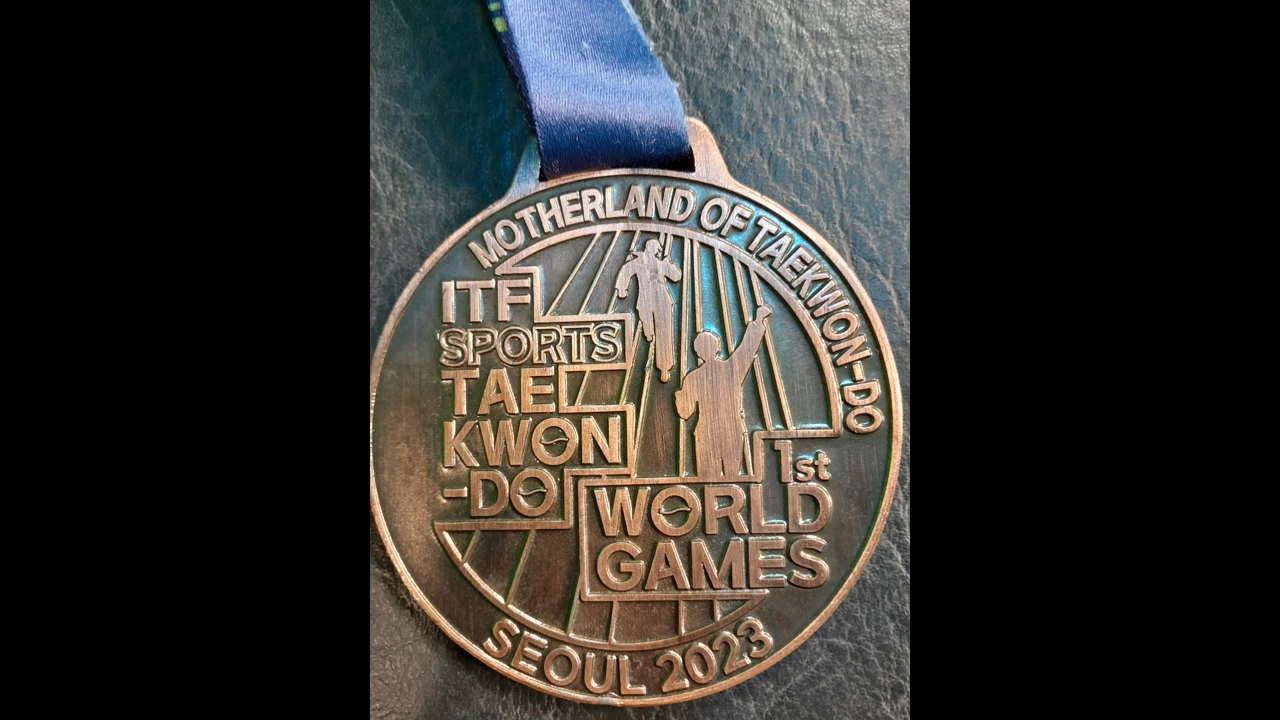 MOTHERLAND OF TAEKWON-DO
ITF
SPORTS
TAE
KWON
-DO
1st
WORLD
GAMES
SEOUL 2023